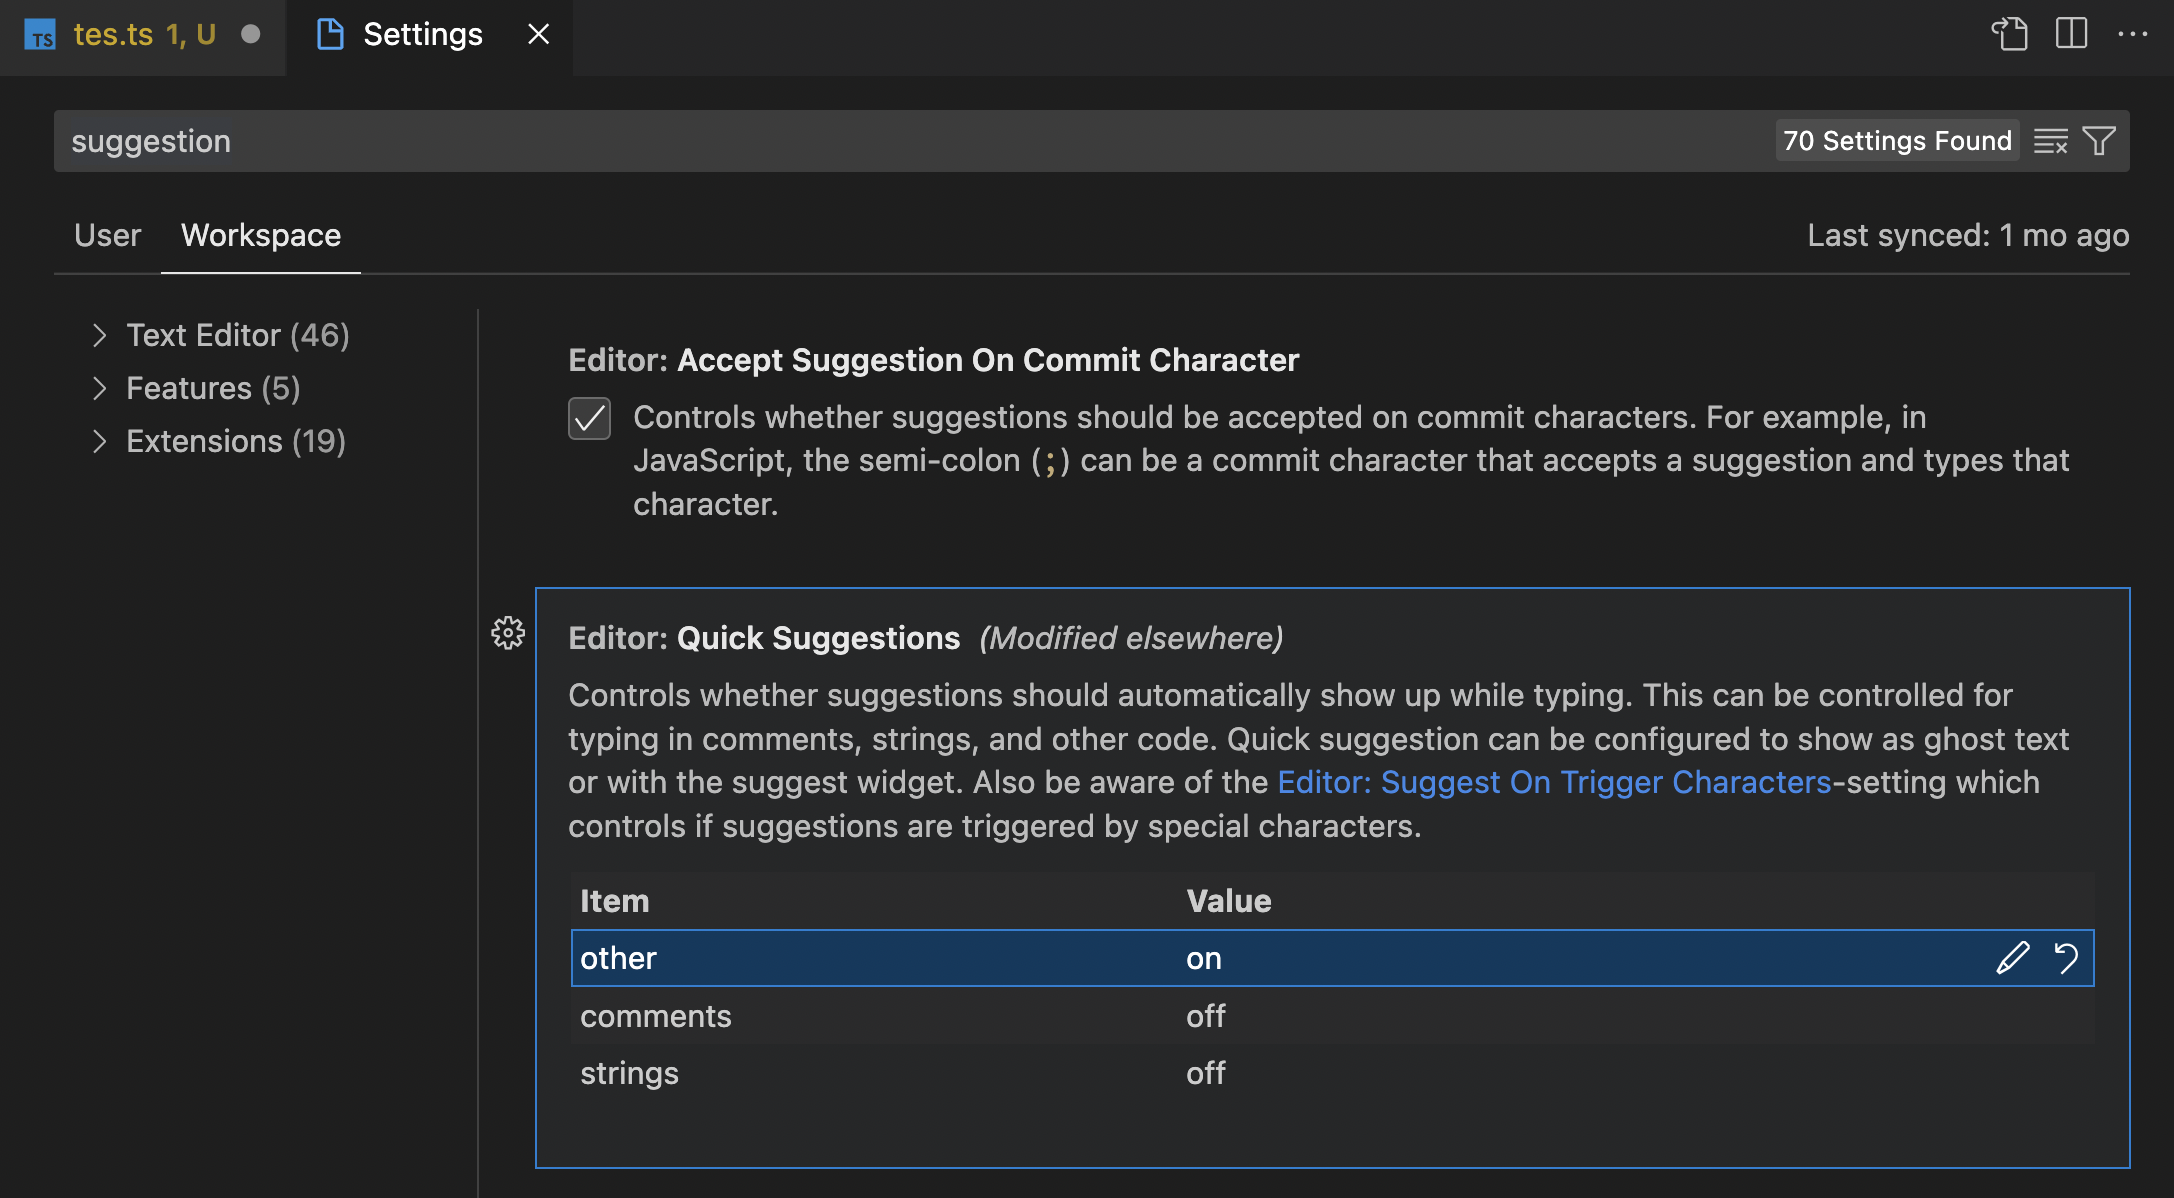 TS tes.ts 1, U Settings
suggestion 70 Settings Found
User Workspace Last synced: 1 mo ago
Text Editor (46)
Features (5)
Extensions (19)
Editor: Accept Suggestion On Commit Character
Controls whether suggestions should be accepted on commit characters. For example, in
JavaScript, the semi-colon (;) can be a commit character that accepts a suggestion and types that
character.
Editor: Quick Suggestions (Modified elsewhere)
Controls whether suggestions should automatically show up while typing. This can be controlled for
typing in comments, strings, and other code. Quick suggestion can be configured to show as ghost text
or with the suggest widget. Also be aware of the Editor: Suggest On Trigger Characters-setting which
controls if suggestions are triggered by special characters.
Item Value
other on
comments off
strings off